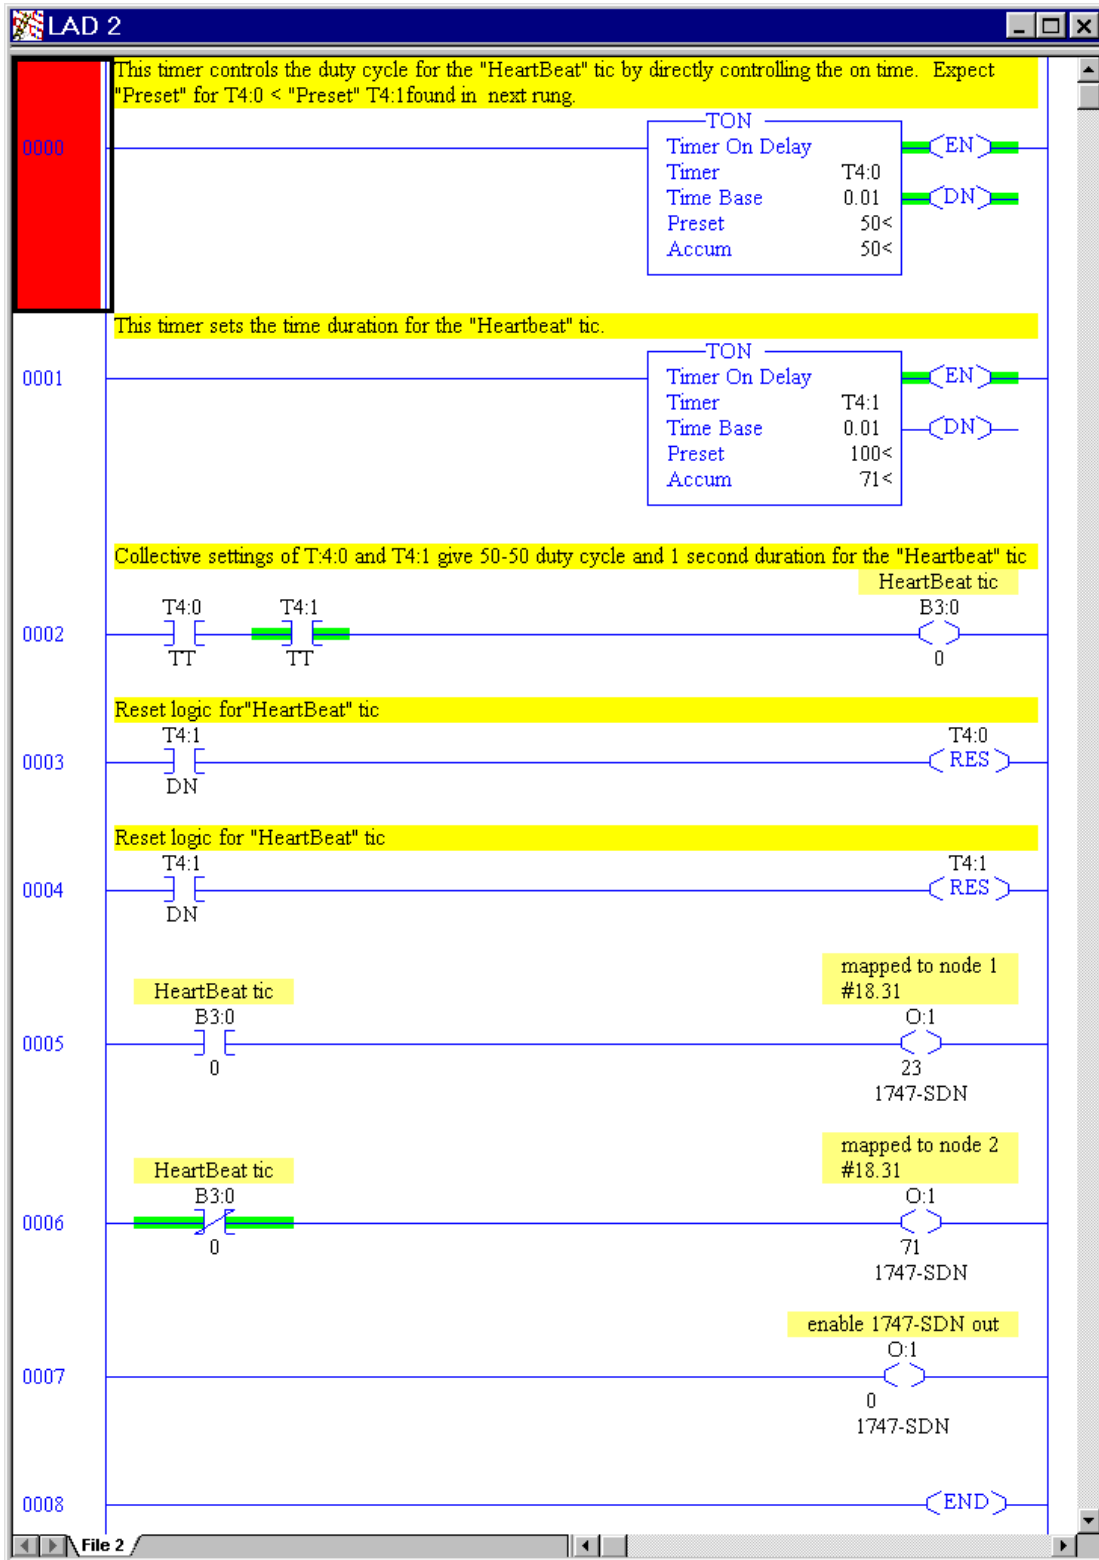 LAD 2
This timer controls the duty cycle for the "HeartBeat" tic by directly controlling the on time.  Expect
"Preset" for T4:0 < "Preset" T4:1found in  next rung.
0000
TON
Timer On Delay
EN
Timer T4:0
Time Base 0.01
DN
Preset 50<
Accum 50<
This timer sets the time duration for the "Heartbeat" tic.
0001
TON
Timer On Delay
EN
Timer T4:1
Time Base 0.01
DN
Preset 100<
Accum 71<
Collective settings of T:4:0 and T4:1 give 50-50 duty cycle and 1 second duration for the "Heartbeat" tic
HeartBeat tic
T4:0 T4:1 B3:0
0002
TT TT 0
Reset logic for"HeartBeat" tic
T4:1 T4:0
0003 RES
DN
Reset logic for "HeartBeat" tic
T4:1 T4:1
0004 RES
DN
mapped to node 1
HeartBeat tic #18.31
B3:0 O:1
0005
0 23
1747-SDN
mapped to node 2
HeartBeat tic #18.31
B3:0 O:1
0006
0 71
1747-SDN
enable 1747-SDN out
O:1
0007
0
1747-SDN
0008 END
File 2